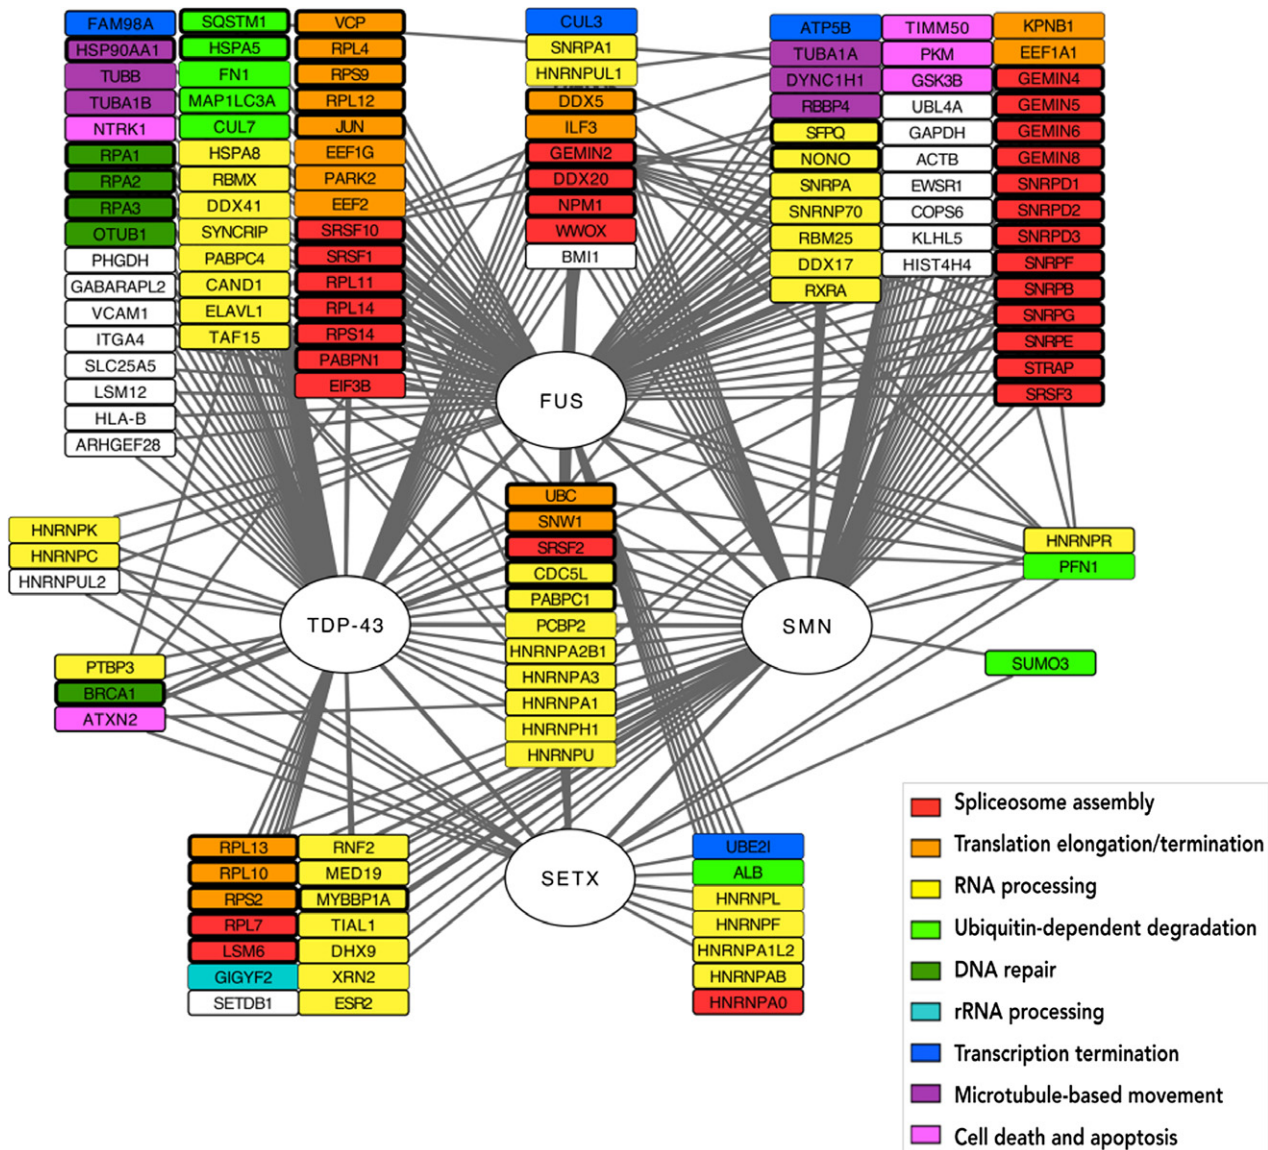 FAM98A
HSP90AA1
TUBB
TUBA1B
NTRK1
RPA1
RPA2
RPA3
OTUB1
PHGDH
GABARAPL2
VCAM1
ITGA4
SLC25A5
LSM12
HLA-B
ARHGEF28
SQSTM1
HSPA5
FN1
MAP1LC3A
CUL7
HSPA8
RBMX
DDX41
SYNCRIP
PABPC4
CAND1
ELAVL1
TAF15
VCP
RPL4
RPS9
RPL12
JUN
EEF1G
PARK2
EEF2
SRSF10
SRSF1
RPL11
RPL14
RPS14
PABPN1
EIF3B
CUL3
SNRPA1
HNRNPUL1
DDX5
ILF3
GEMIN2
DDX20
NPM1
WWOX
BMI1
ATP5B
TUBA1A
DYNC1H1
RBBP4
SFPQ
NONO
SNRPA
SNRNP70
RBM25
DDX17
RXRA
TIMM50
PKM
GSK3B
UBL4A
GAPDH
ACTB
EWSR1
COPS6
KLHL5
HIST4H4
KPNB1
EEF1A1
GEMIN4
GEMIN5
GEMIN6
GEMIN8
SNRPD1
SNRPD2
SNRPD3
SNRPF
SNRPB
SNRPG
SNRPE
STRAP
SRSF3
FUS
HNRNPK
HNRNPC
HNRNPUL2
UBC
SNW1
SRSF2
CDC5L
PABPC1
PCBP2
HNRNPA2B1
HNRNPA3
HNRNPA1
HNRNPH1
HNRNPU
HNRNPR
PFN1
TDP-43
SMN
SUMO3
PTBP3
BRCA1
ATXN2
SETX
RPL13
RPL10
RPS2
RPL7
LSM6
GIGYF2
SETDB1
RNF2
MED19
MYBBP1A
TIAL1
DHX9
XRN2
ESR2
UBE2I
ALB
HNRNPL
HNRNPF
HNRNPA1L2
HNRNPAB
HNRNPA0
Spliceosome assembly
Translation elongation/termination
RNA processing
Ubiquitin-dependent degradation
DNA repair
rRNA processing
Transcription termination
Microtubule-based movement
Cell death and apoptosis